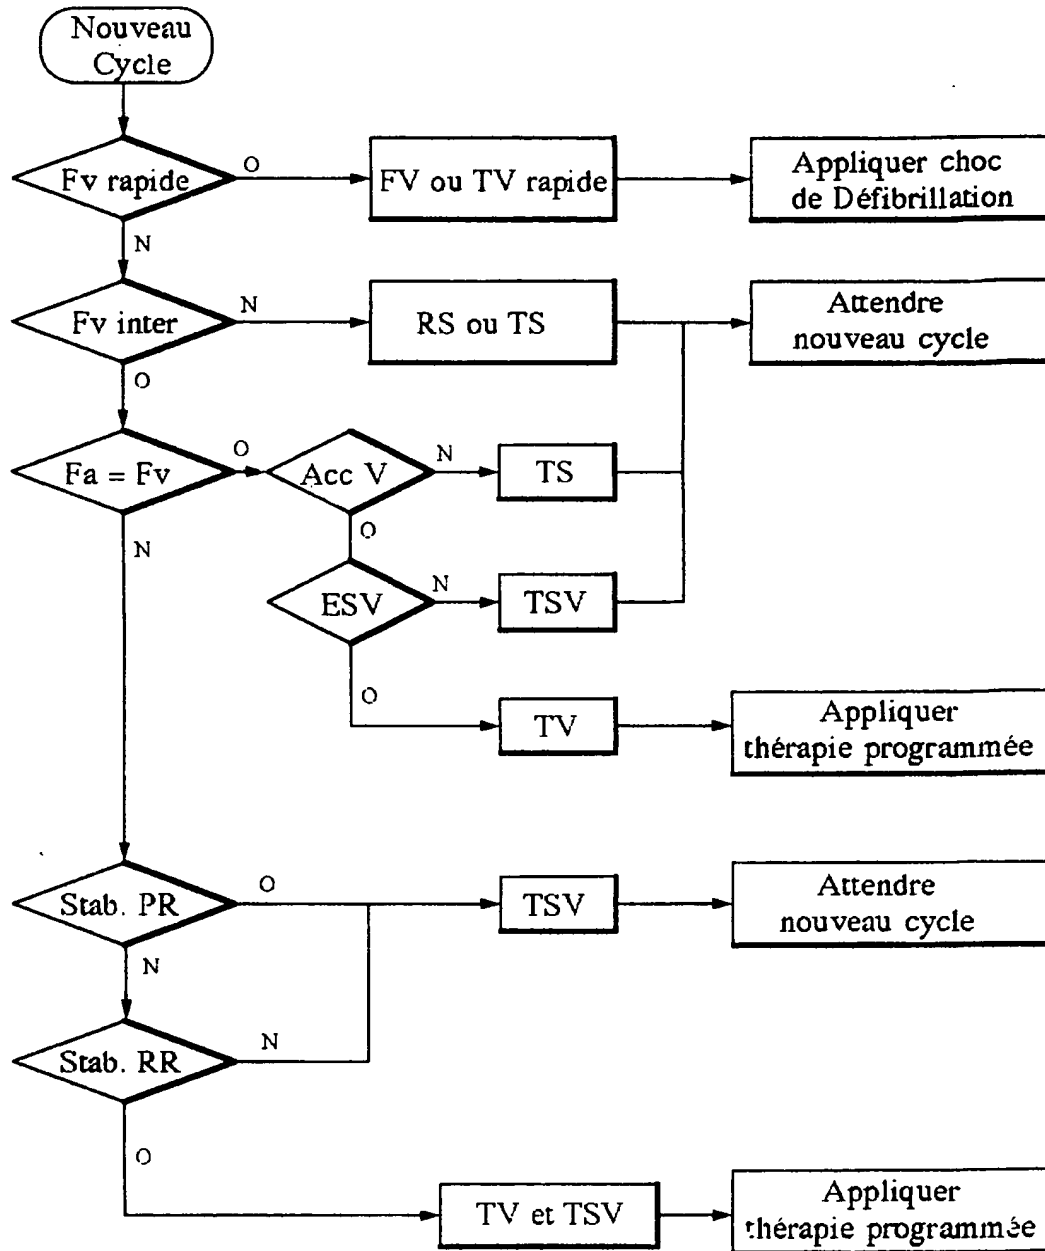 Nouveau
Cycle
Fv rapide
O
FV ou TV rapide
Appliquer choc
de Défibrillation
N
Fv inter
N
RS ou TS
Attendre
nouveau cycle
O
Fa = Fv
O
Acc V
N
TS
N
O
ESV
N
TSV
O
TV
Appliquer
thérapie programmée
Stab. PR
O
TSV
Attendre
nouveau cycle
N
Stab. RR
N
O
TV et TSV
Appliquer
thérapie programmée